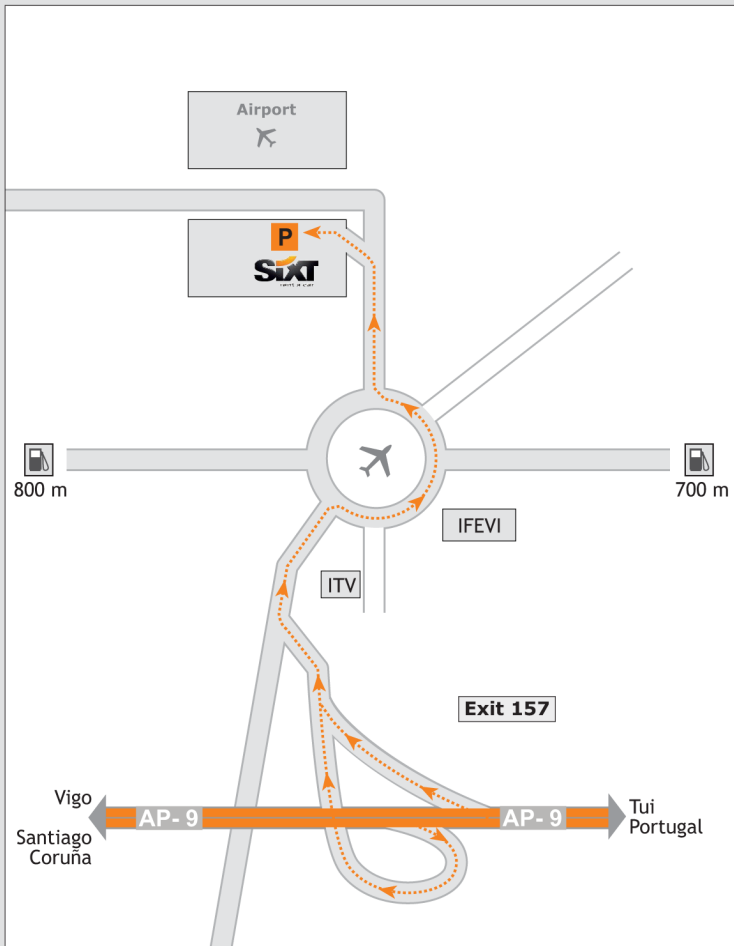 Airport
P
SiXT
800 m
700 m
IFEVI
ITV
Exit 157
Vigo
AP- 9
AP- 9
Tui
Portugal
Santiago
Coruña